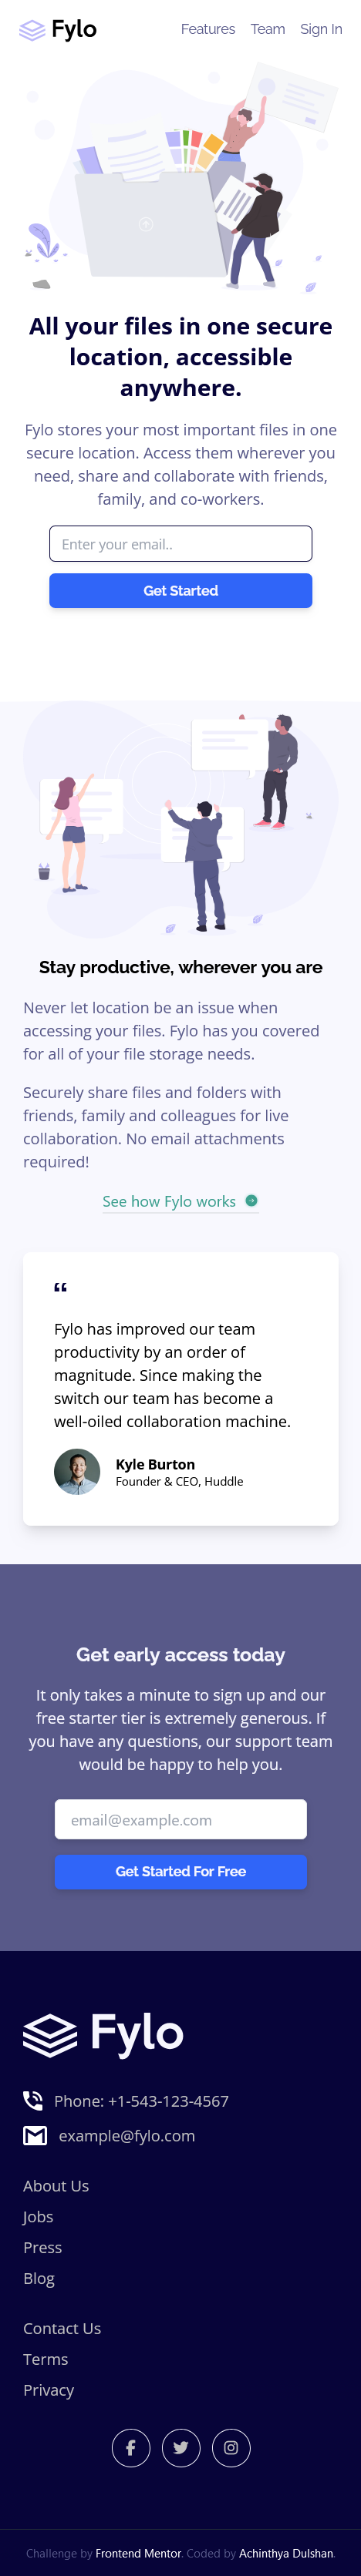 Fylo
Features Team Sign In
All your files in one secure
location, accessible
anywhere.
Fylo stores your most important files in one
secure location. Access them wherever you
need, share and collaborate with friends,
family, and co-workers.
Enter your email..
Get Started
Stay productive, wherever you are
Never let location be an issue when
accessing your files. Fylo has you covered
for all of your file storage needs.
Securely share files and folders with
friends, family and colleagues for live
collaboration. No email attachments
required!
See how Fylo works
“
Fylo has improved our team
productivity by an order of
magnitude. Since making the
switch our team has become a
well-oiled collaboration machine.
Kyle Burton
Founder & CEO, Huddle
Get early access today
It only takes a minute to sign up and our
free starter tier is extremely generous. If
you have any questions, our support team
would be happy to help you.
email@example.com
Get Started For Free
Fylo
Phone: +1-543-123-4567
example@fylo.com
About Us
Jobs
Press
Blog
Contact Us
Terms
Privacy
Challenge by Frontend Mentor. Coded by Achinthya Dulshan.